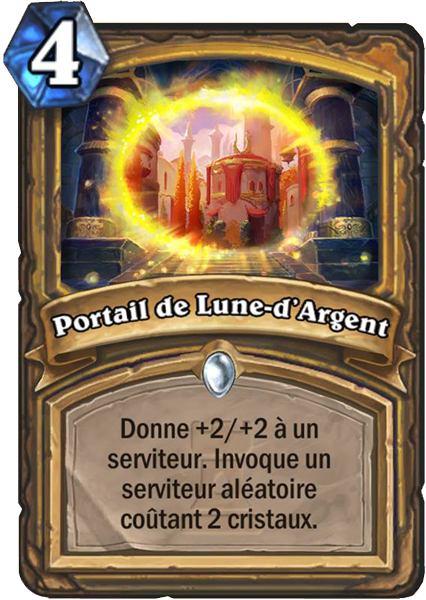 4
Portail de Lune-d'Argent
Donne +2/+2 à un
serviteur. Invoque un
serviteur aléatoire
coûtant 2 cristaux.